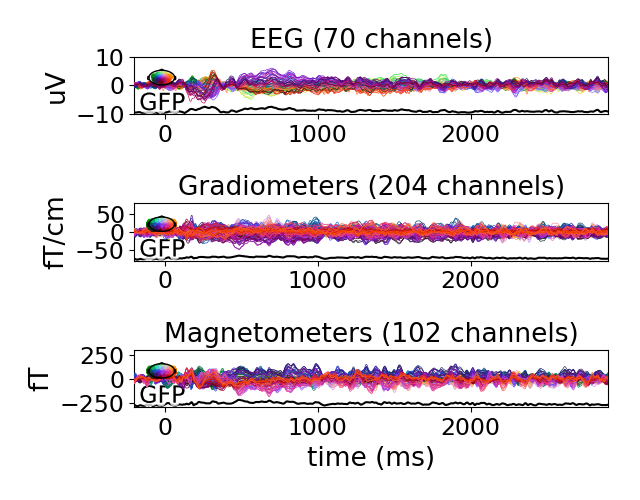 EEG (70 channels)
10
0
−10
uV
GFP
0
1000
2000
Gradiometers (204 channels)
50
0
−50
fT/cm
GFP
0
1000
2000
Magnetometers (102 channels)
250
0
−250
fT
GFP
0
1000
2000
time (ms)